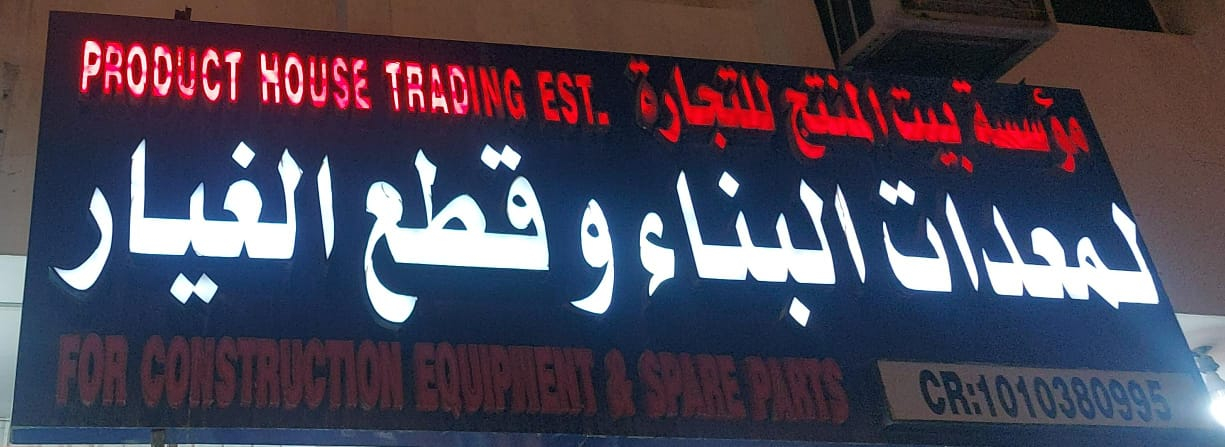 PRODUCT HOUSE TRADING EST. مؤسسة بيت المنتج للتجارة
لمعدات البناء و قطع الغيار
FOR CONSTRUCTION EQUIPMENT & SPARE PARTS
CR:1010380995